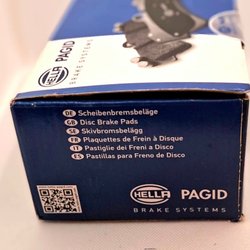 HELLA
PAGID
BRAKE SYSTEMS
DE Scheibenbremsbeläge
GB Disc Brake Pads
SE Skivbromsbelägg
FR Plaquettes de Frein à Disque
IT Pastiglie dei Freni a Disco
ES Pastillas para Freno de Disco
HELLA PAGID
BRAKE SYSTEMS